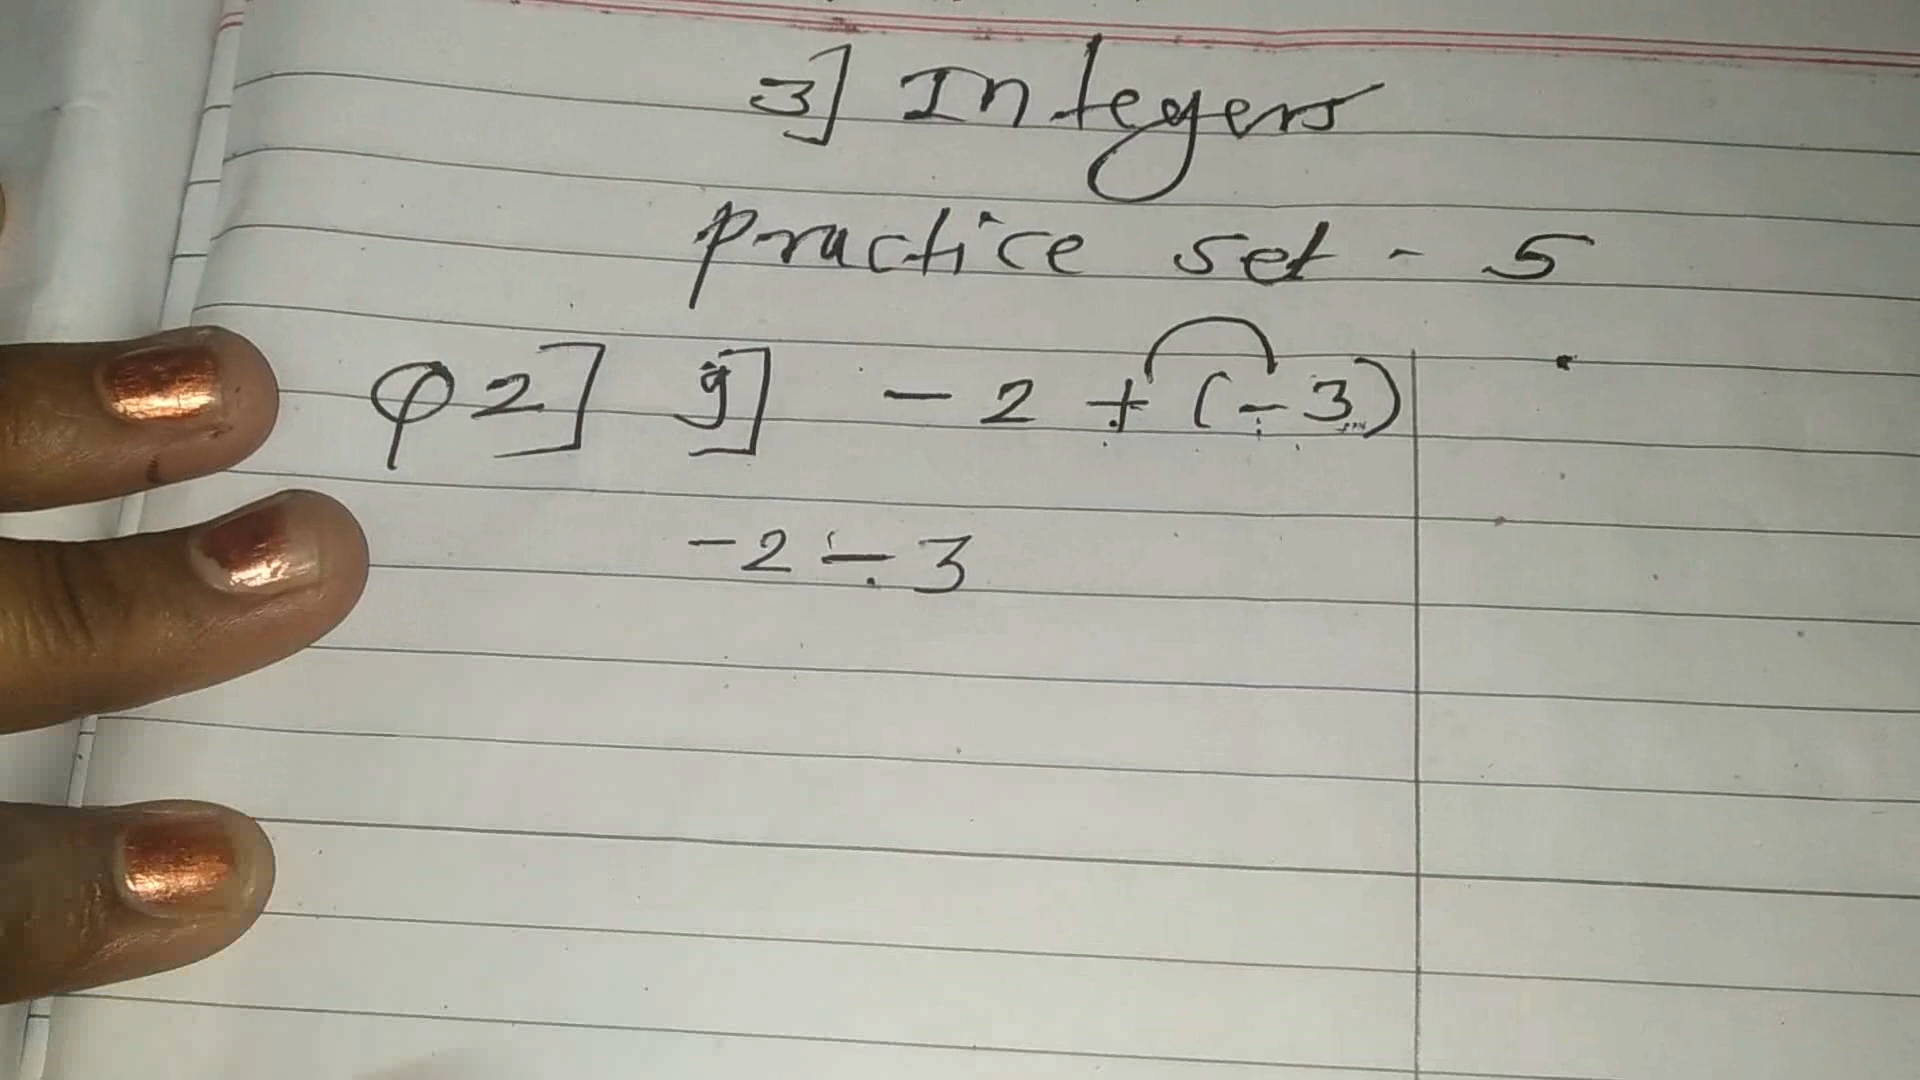 3] Integers
Practice set - 5
Q2] g] - 2 + (- 3)
-2 - 3